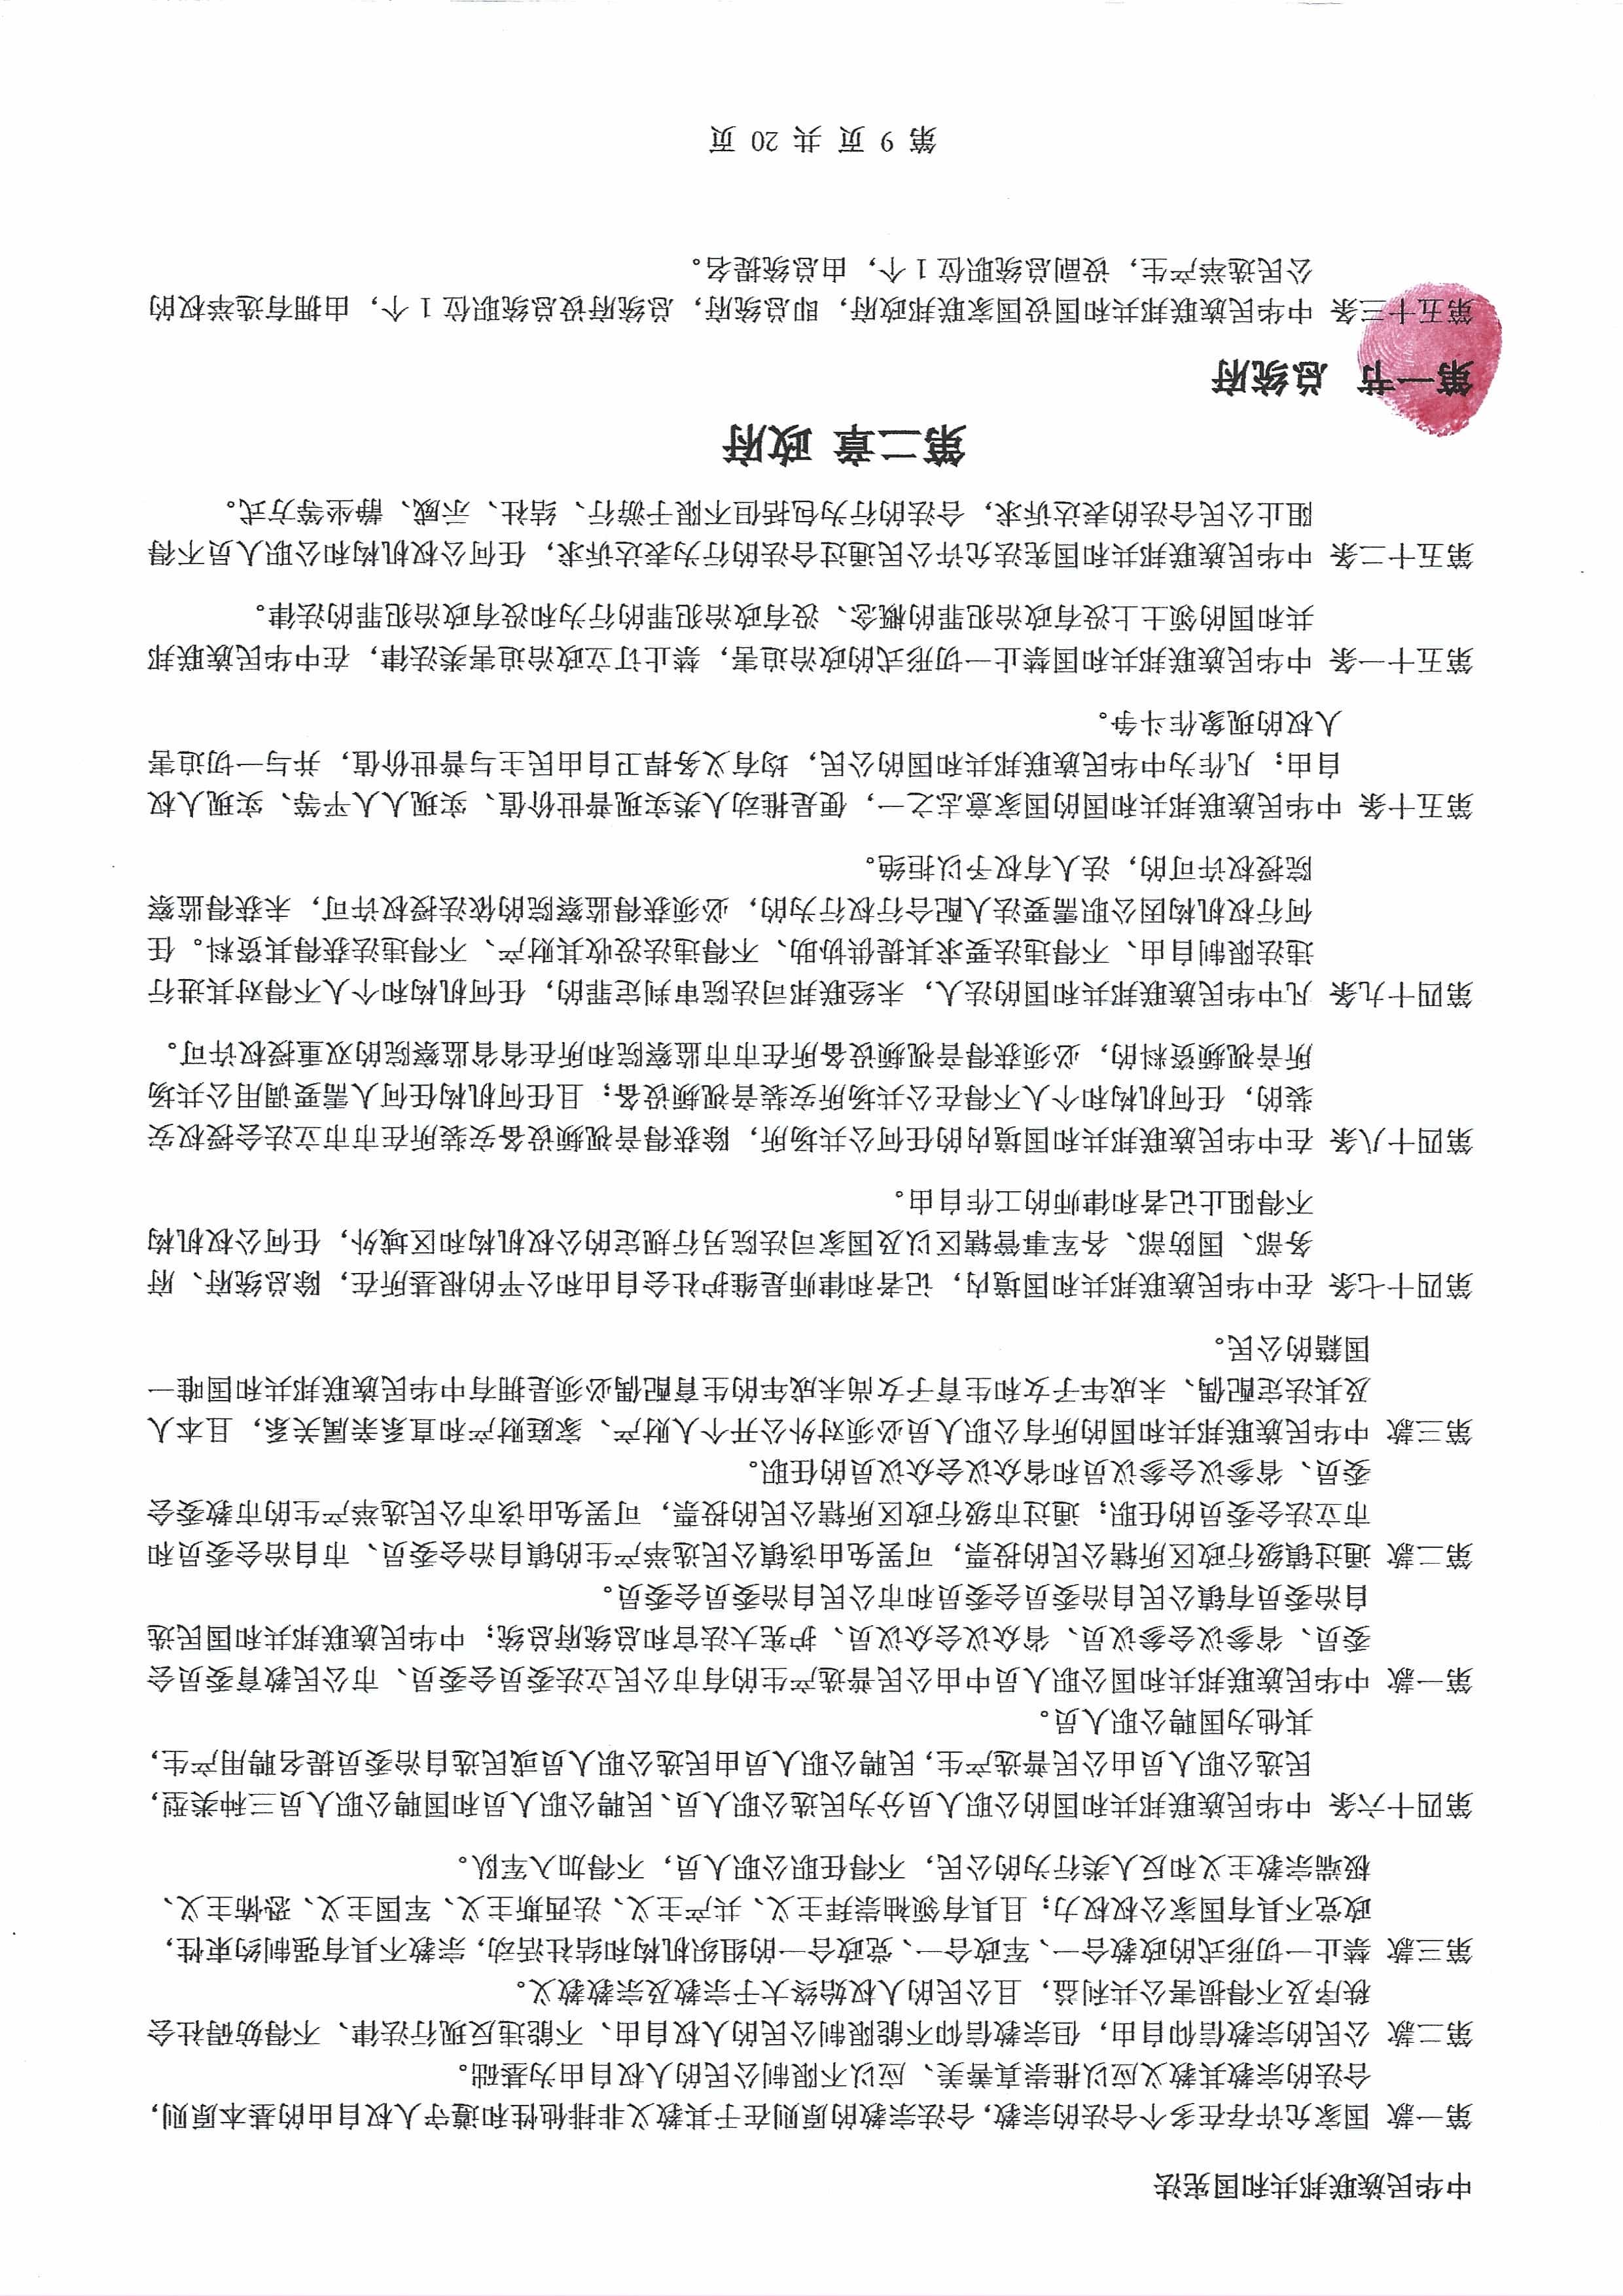 中华民族联邦共和国宪法
第一款 国家允许存在多个合法的宗教，合法宗教的原则在于其教义非排他性和遵守人权自由的基本原则，
合法的宗教其教义应以推崇真善美、应以不限制公民的人权自由为基础。
第二款 公民的宗教信仰自由，但宗教信仰不能限制公民的人权自由、不能违反现行法律、不得妨碍社会
秩序及不得损害公共利益，且公民的人权始终大于宗教及宗教教义。
第三款 禁止一切形式的政教合一、军政合一、党政合一的组织机构和结社活动，宗教不具有强制约束性，
政党不具有国家公权权力；且具有领袖崇拜主义、共产主义、法西斯主义、军国主义、恐怖主义、
极端宗教主义和反人类行为的公民，不得任职公职人员，不得加入军队。
第四十六条 中华民族联邦共和国的公职人员分为民选公职人员、民聘公职人员和国聘公职人员三种类型，
民选公职人员由公民普选产生，民聘公职人员由民选公职人员或民选自治委员提名聘用产生，
其他为国聘公职人员。
第一款 中华民族联邦共和国公职人员中由公民普选产生的有市公民立法委员会委员、市公民教育委员会
委员、省参议会参议员、省众议会众议员、护宪大法官和总统府总统；中华民族联邦共和国民选
自治委员有镇公民自治委员会委员和市公民自治委员会委员。
第二款 通过镇级行政区所辖公民的投票，可罢免由该镇公民选举产生的镇自治会委员、市自治会委员和
市立法会委员的任职；通过市级行政区所辖公民的投票，可罢免由该市公民选举产生的市教委会
委员、省参议会参议员和省众议会众议员的任职。
第三款 中华民族联邦共和国的所有公职人员必须对外公开个人财产、家庭财产和直系亲属关系，且本人
及其法定配偶、未成年子女和生育子女尚未成年的生育配偶必须是拥有中华民族联邦共和国唯一
国籍的公民。
第四十七条 在中华民族联邦共和国境内，记者和律师是维护社会自由和公平的根基所在，除总统府、府
务部、国防部、各军事管辖区以及国家司法院另行规定的公权机构和区域外，任何公权机构
不得阻止记者和律师的工作自由。
第四十八条 在中华民族联邦共和国境内的任何公共场所，除获得音视频设备安装所在市市立法会授权安
装的，任何机构和个人不得在公共场所安装音视频设备；且任何机构任何人需要调用公共场
所音视频资料的，必须获得音视频设备所在市市监察院和所在省省监察院的双重授权许可。
第四十九条 凡中华民族联邦共和国的法人，未经联邦司法院审判定罪的，任何机构和个人不得对其进行
违法限制自由、不得违法要求其提供协助、不得违法没收其财产、不得违法获得其资料。任
何行权机构因公职需要法人配合行权行为的，必须获得监察院的依法授权许可，未获得监察
院授权许可的，法人有权予以拒绝。
第五十条 中华民族联邦共和国的国家意志之一，便是推动人类实现普世价值、实现人人平等、实现人权
自由；凡作为中华民族联邦共和国的公民，均有义务捍卫自由民主与普世价值，并与一切迫害
人权的现象作斗争。
第五十一条 中华民族联邦共和国禁止一切形式的政治迫害，禁止订立政治迫害类法律，在中华民族联邦
共和国的领土上没有政治犯罪的概念、没有政治犯罪的行为和没有政治犯罪的法律。
第五十二条 中华民族联邦共和国宪法允许公民通过合法的行为表达诉求，任何公权机构和公职人员不得
阻止公民合法的表达诉求，合法的行为包括但不限于游行、结社、示威、静坐等方式。
第二章 政府
第一节 总统府
第五十三条 中华民族联邦共和国设国家联邦政府，即总统府，总统府设总统职位 1 个，由拥有选举权的
公民选举产生，设副总统职位 1 个，由总统提名。
第 9 页 共 20 页